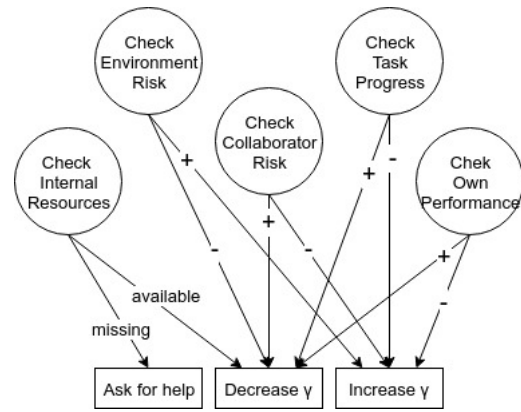 Check
Environment
Risk
Check
Task
Progress
Check
Collaborator
Risk
Check
Internal
Resources
Chek
Own
Performance
+
-
+
-
+
-
+
-
available
missing
Ask for help
Decrease γ
Increase γ